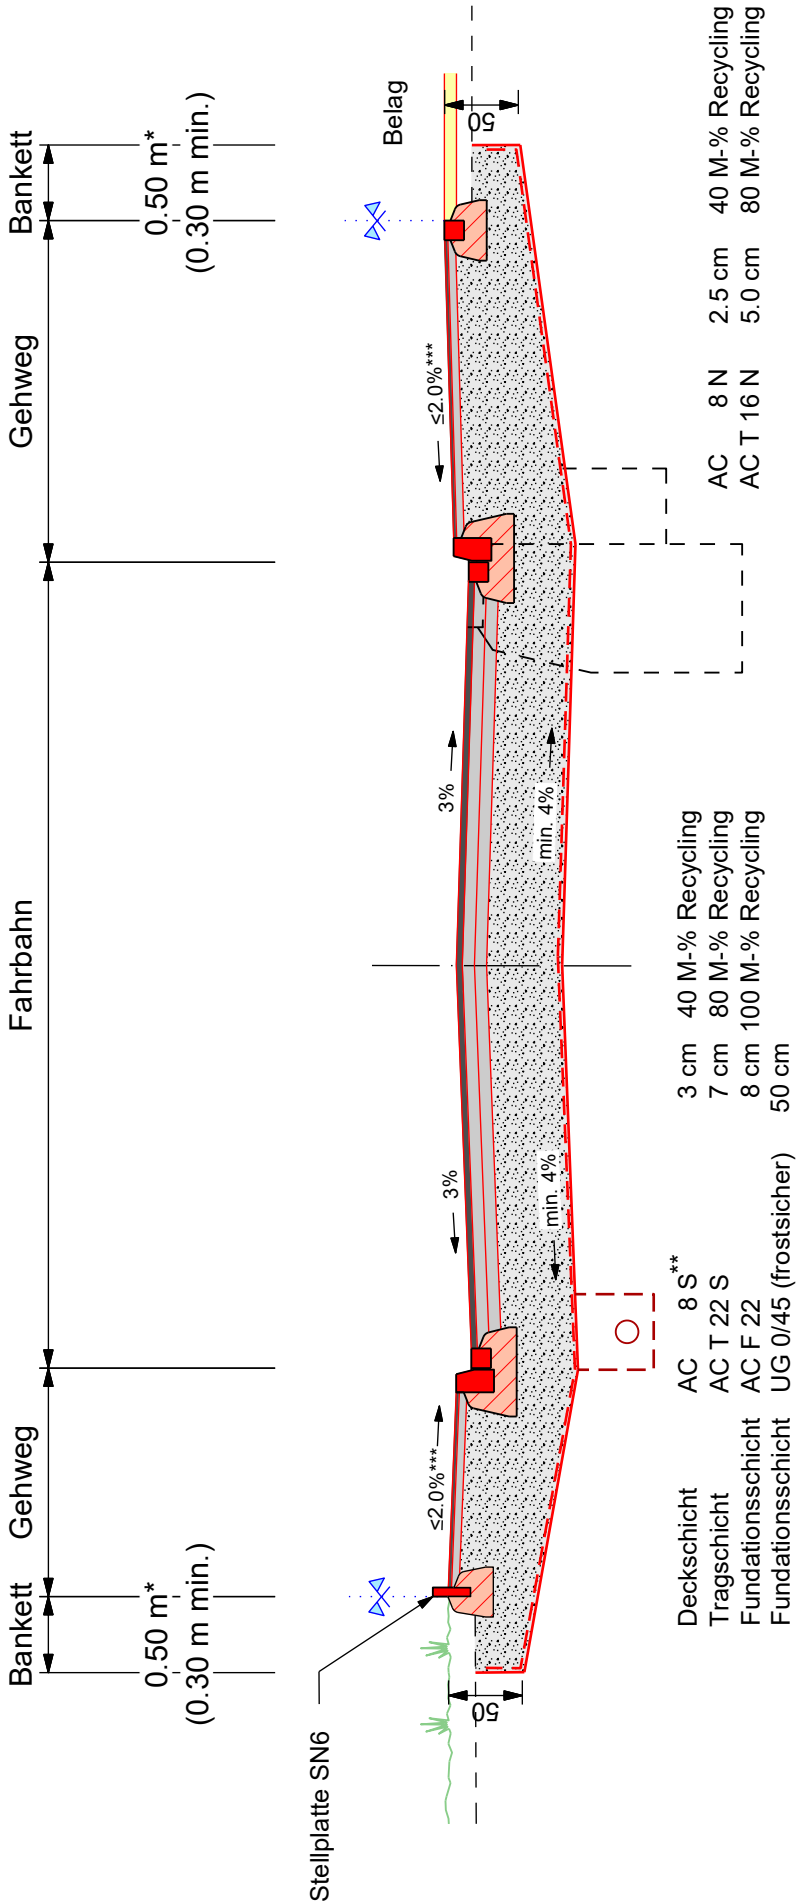 Bankett Gehweg Fahrbahn Gehweg Bankett
0.50 m* 0.50 m*
(0.30 m min.) (0.30 m min.)
Stellplatte SN6
Belag
≤2.0%*** 3% 3% ≤2.0%***
50 50
min. 4% min. 4%
Deckschicht AC 8 S** 3 cm 40 M-% Recycling AC 8 N 2.5 cm 40 M-% Recycling
Tragschicht AC T 22 S 7 cm 80 M-% Recycling AC T 16 N 5.0 cm 80 M-% Recycling
Fundationsschicht AC F 22 8 cm 100 M-% Recycling
Fundationsschicht UG 0/45 (frostsicher) 50 cm